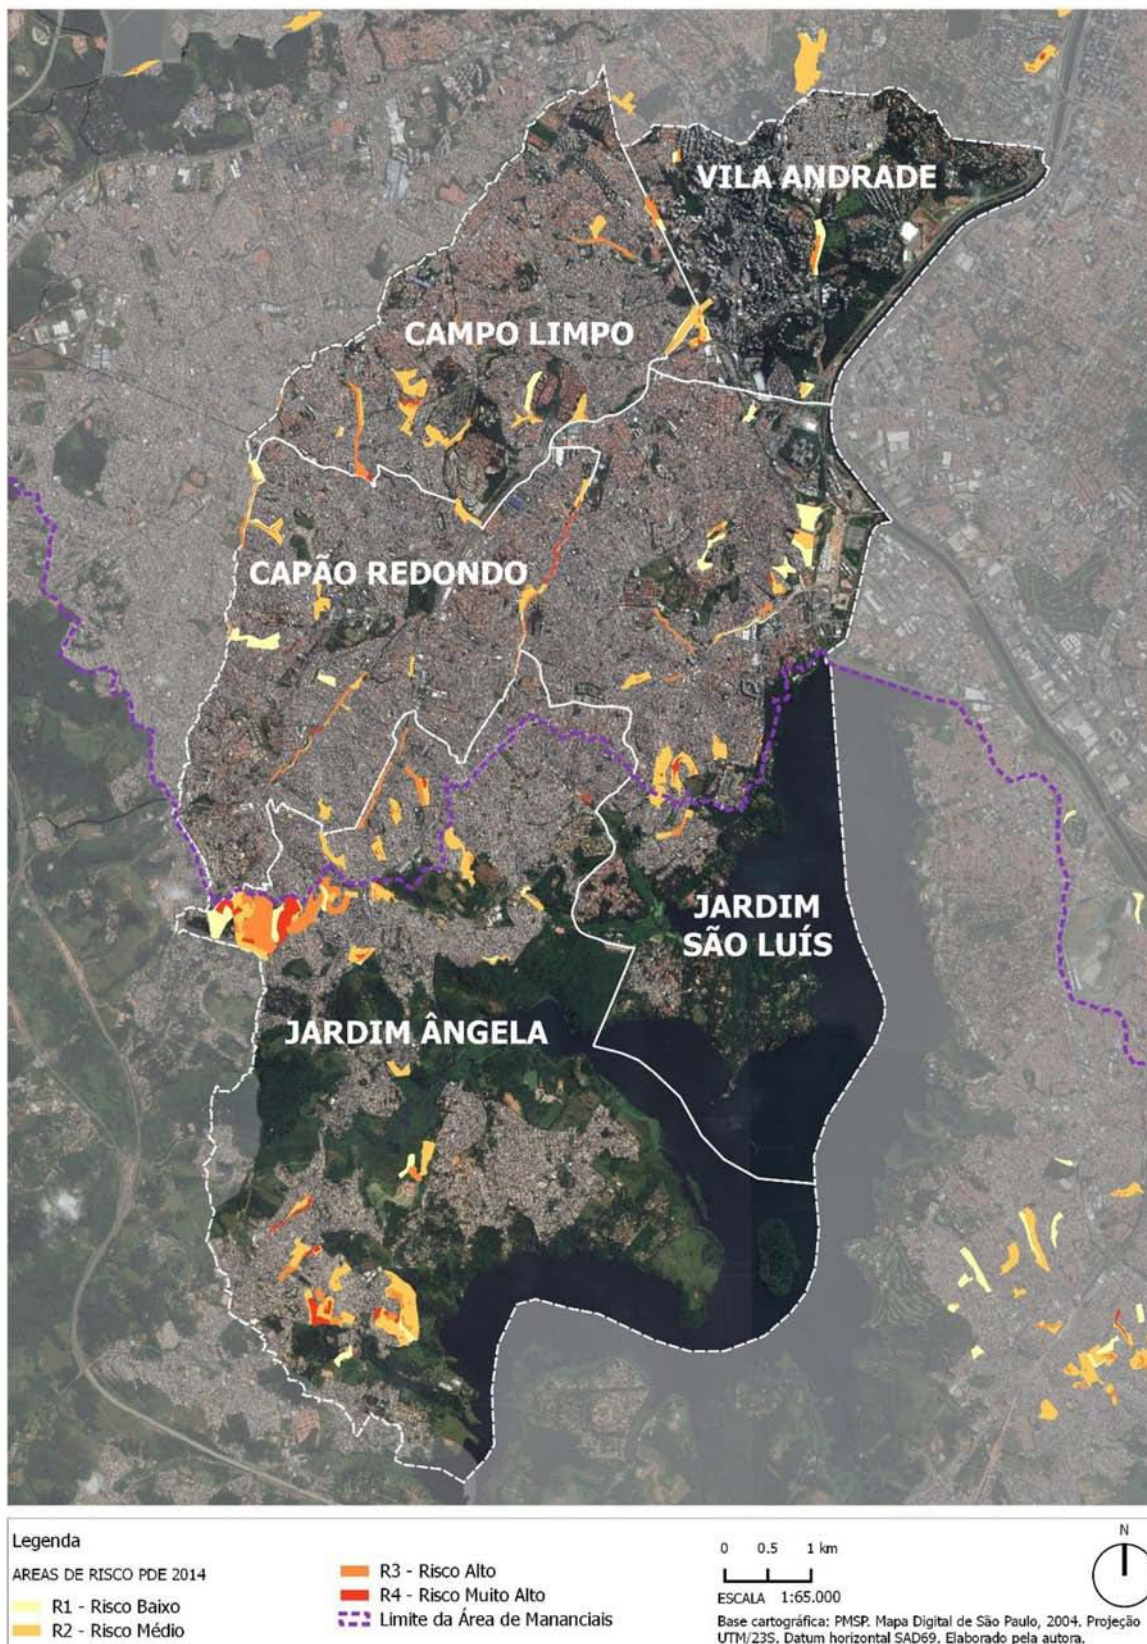 VILA ANDRADE
CAMPO LIMPO
CAPÃO REDONDO
JARDIM
SÃO LUÍS
JARDIM ÂNGELA
Legenda
AREAS DE RISCO PDE 2014
R1 - Risco Baixo
R2 - Risco Médio
R3 - Risco Alto
R4 - Risco Muito Alto
Limite da Área de Mananciais
0 0.5 1 km
ESCALA 1:65.000
Base cartográfica: PMSP. Mapa Digital de São Paulo, 2004. Projeção
UTM/23S. Datum horizontal SAD69. Elaborado pela autora.
N